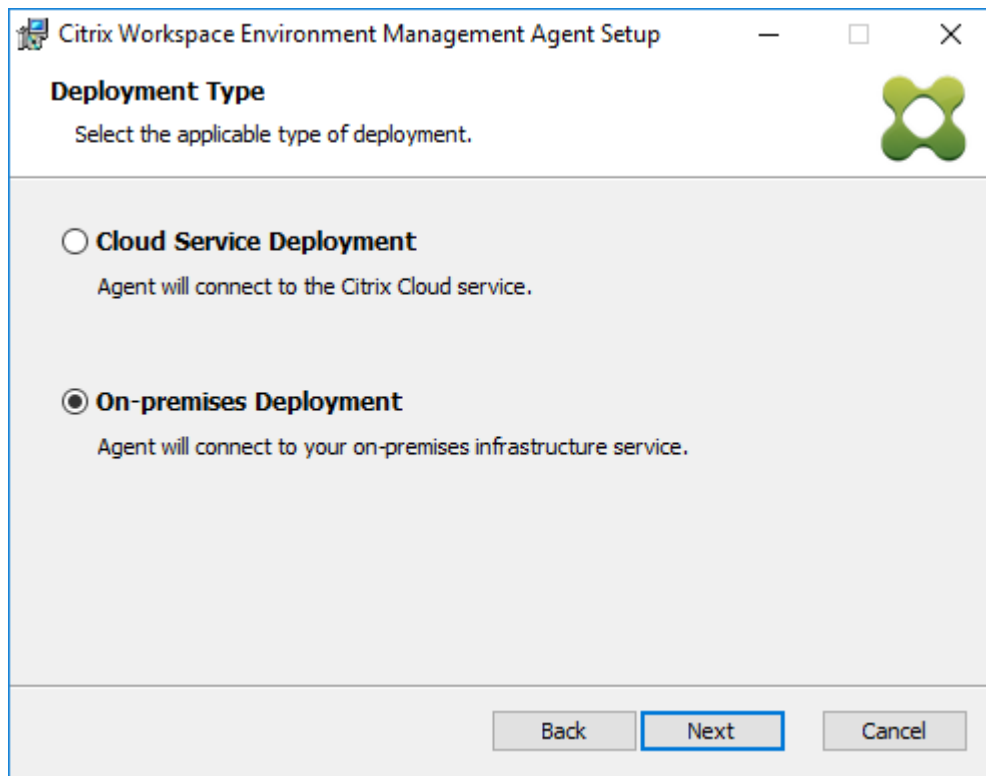 Citrix Workspace Environment Management Agent Setup
Deployment Type
Select the applicable type of deployment.
Cloud Service Deployment
Agent will connect to the Citrix Cloud service.
On-premises Deployment
Agent will connect to your on-premises infrastructure service.
Back Next Cancel